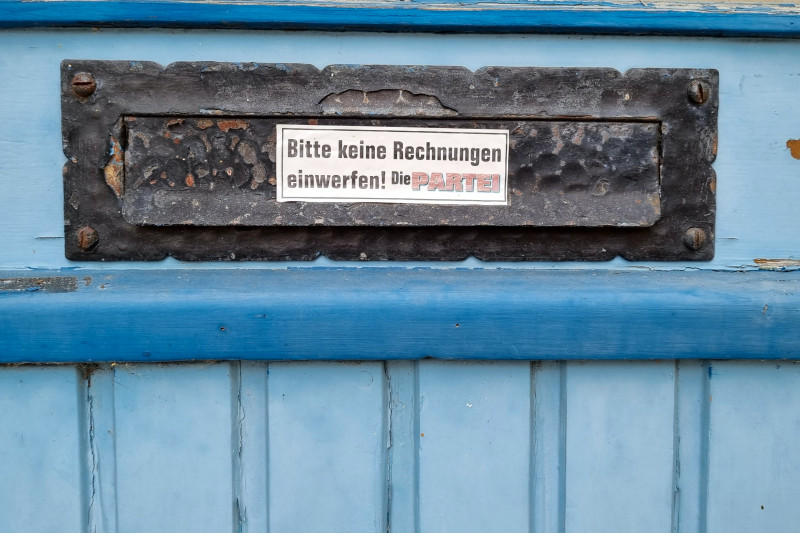 Bitte keine Rechnungen
einwerfen! Die PARTEI